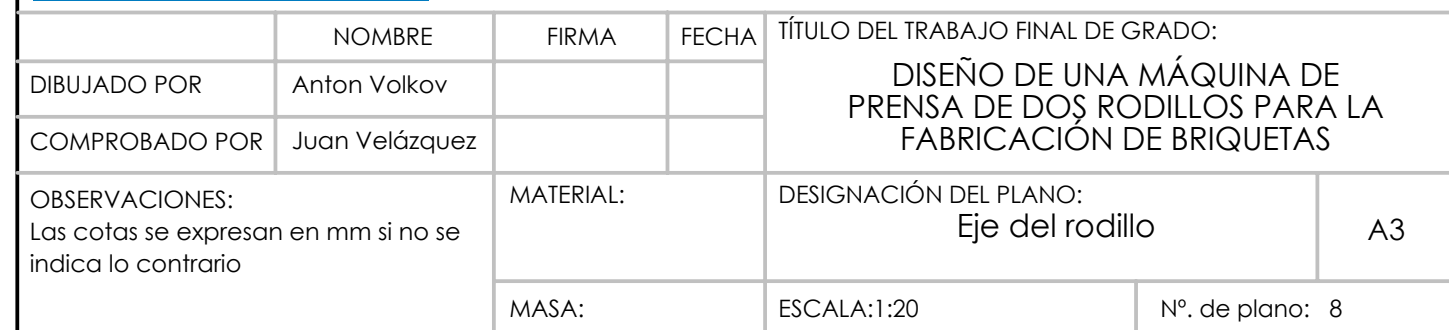 NOMBRE FIRMA FECHA TÍTULO DEL TRABAJO FINAL DE GRADO:
DIBUJADO POR Anton Volkov
COMPROBADO POR Juan Velázquez
DISEÑO DE UNA MÁQUINA DE
PRENSA DE DOS RODILLOS PARA LA
FABRICACIÓN DE BRIQUETAS
OBSERVACIONES:
Las cotas se expresan en mm si no se
indica lo contrario
MATERIAL:
MASA:
DESIGNACIÓN DEL PLANO:
Eje del rodillo
A3
ESCALA:1:20
Nº. de plano: 8